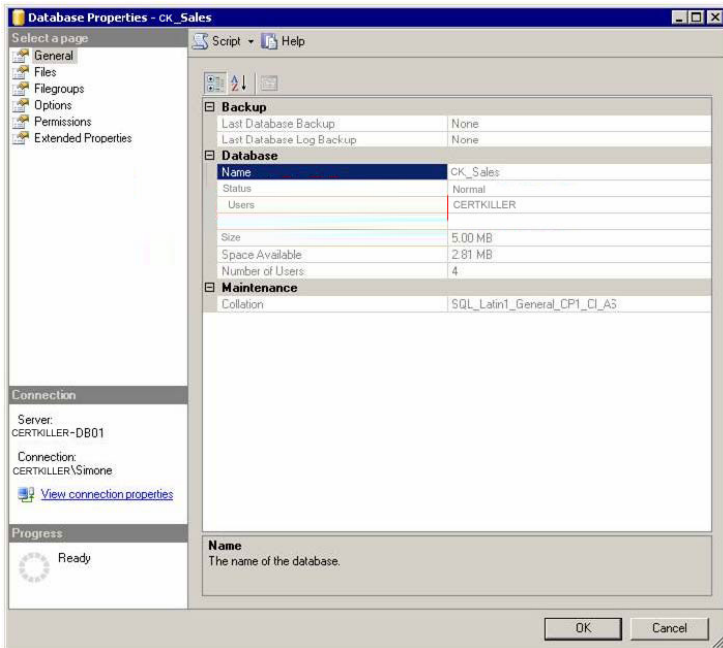 Database Properties - CK_Sales
Select a page
General
Files
Filegroups
Options
Permissions
Extended Properties
Script
Help
Backup
Last Database Backup None
Last Database Log Backup None
Database
Name CK_Sales
Status Normal
Users CERTKILLER
Size 5.00 MB
Space Available 2.81 MB
Number of Users 4
Maintenance
Collation SQL_Latin1_General_CP1_CI_AS
Connection
Server:
CERTKILLER-DB01
Connection:
CERTKILLER\Simone
View connection properties
Progress
Ready
Name
The name of the database.
OK Cancel